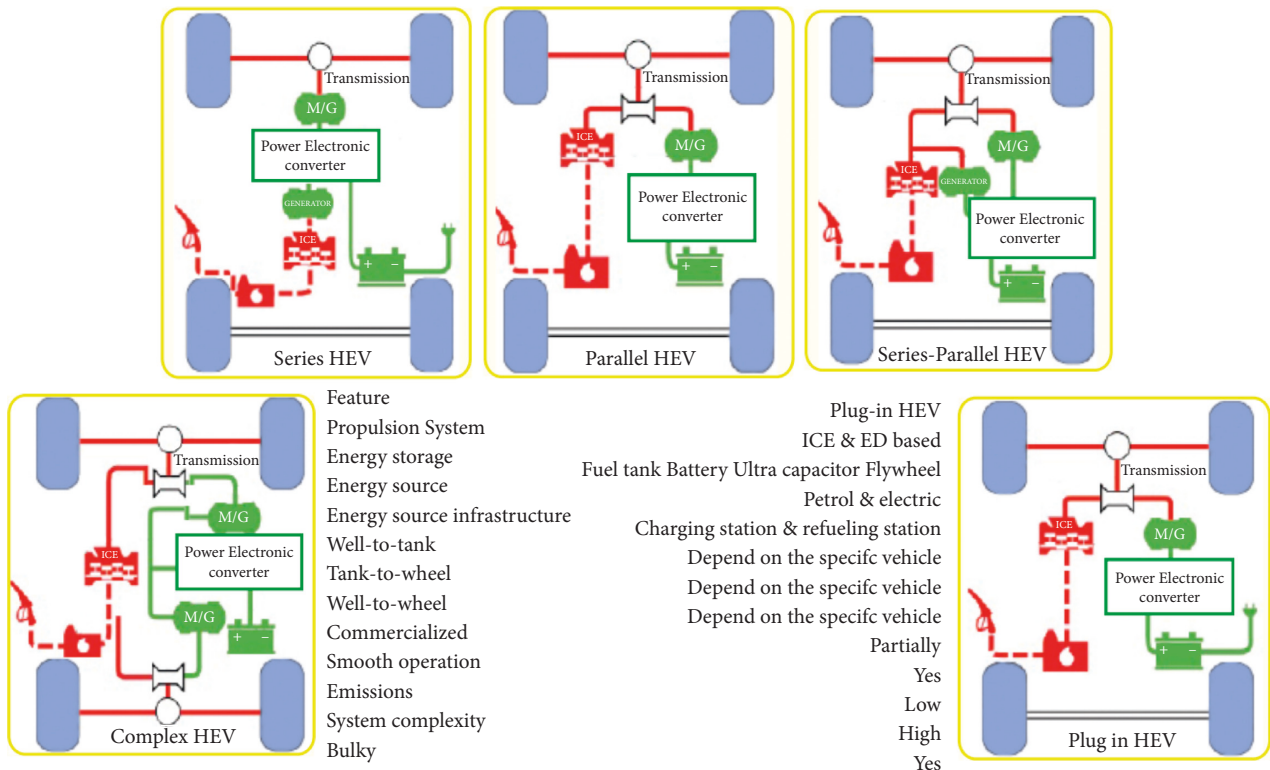 Transmission
M/G
Power Electronic
converter
GENERATOR
ICE
+ −
Series HEV
Transmission
ICE
M/G
Power Electronic
converter
+ −
Parallel HEV
Transmission
ICE
M/G
GENERATOR
Power Electronic
converter
+ −
Series-Parallel HEV
Transmission
M/G
ICE
Power Electronic
converter
M/G
+ −
Complex HEV
Feature
Propulsion System
Energy storage
Energy source
Energy source infrastructure
Well-to-tank
Tank-to-wheel
Well-to-wheel
Commercialized
Smooth operation
Emissions
System complexity
Bulky
Plug-in HEV
ICE & ED based
Fuel tank Battery Ultra capacitor Flywheel
Petrol & electric
Charging station & refueling station
Depend on the specifc vehicle
Depend on the specifc vehicle
Depend on the specifc vehicle
Partially
Yes
Low
High
Yes
Transmission
ICE
M/G
Power Electronic
converter
+ −
Plug in HEV